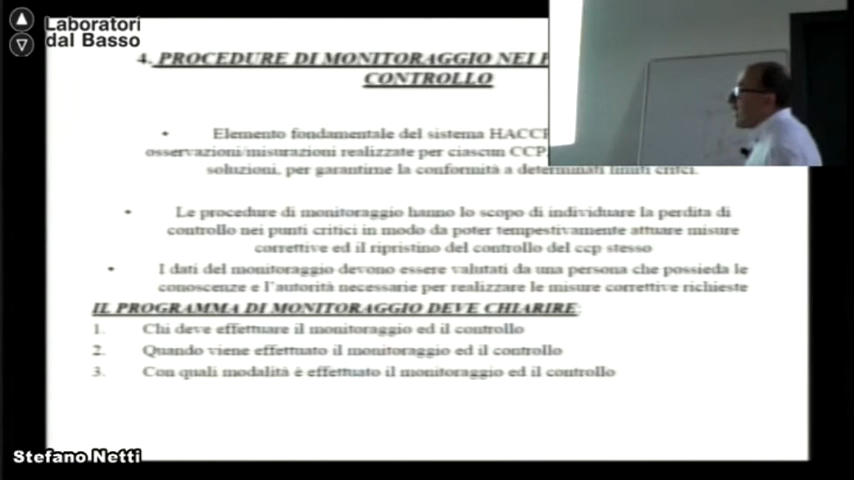 Laboratori
dal Basso
4. PROCEDURE DI MONITORAGGIO NEI
CONTROLLO
• Elemento fondamentale del sistema HACCP
osservazioni/misurazioni realizzate per ciascun CCP
soluzioni, per garantirne la conformità a determinati limiti critci.
• Le procedure di monitoraggio hanno lo scopo di individuare la perdita di
controllo nei punti critici in modo da poter tempestivamente attuare misure
correttive ed il ripristino del controllo del ccp stesso
• I dati del monitoraggio devono essere valutati da una persona che possieda le
conoscenze e l'autorità necessarie per realizzare le misure correttive richieste
IL PROGRAMMA DI MONITORAGGIO DEVE CHIARIRE:
1. Chi deve effettuare il monitoraggio ed il controllo
2. Quando viene effettuato il monitoraggio ed il controllo
3. Con quali modalità è effettuato il monitoraggio ed il controllo
Stefano Netti